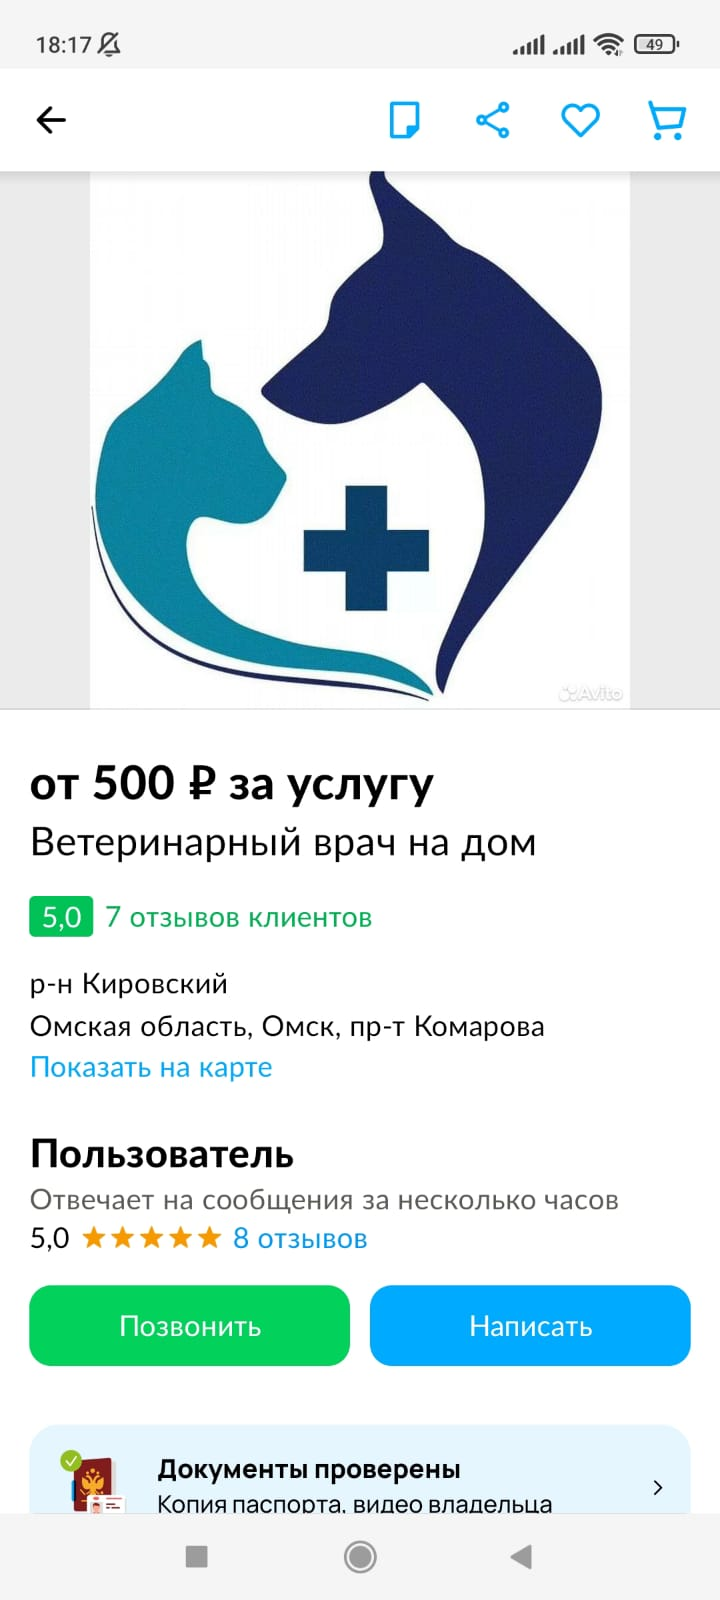 18:17
49
Avito
от 500 ₽ за услугу
Ветеринарный врач на дом
5,0 7 отзывов клиентов
р-н Кировский
Омская область, Омск, пр-т Комарова
Показать на карте
Пользователь
Отвечает на сообщения за несколько часов
5,0 8 отзывов
Позвонить Написать
Документы проверены
Копия паспорта, видео владельца